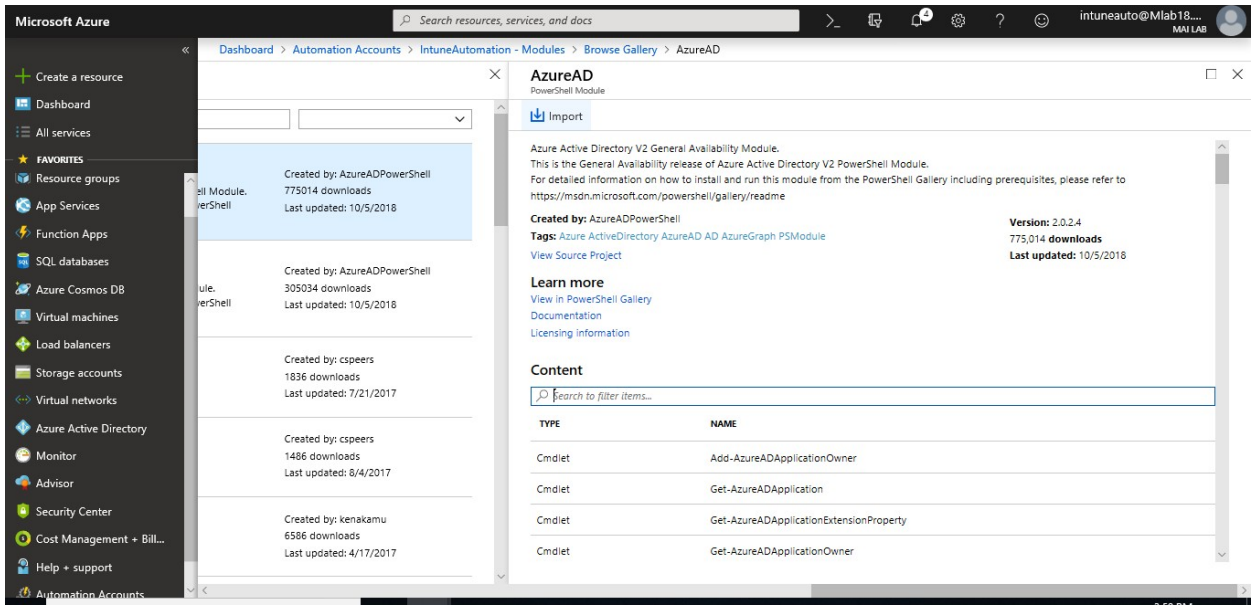 Microsoft Azure
Search resources, services, and docs
4
intuneauto@Mlab18....
MAI LAB
Dashboard > Automation Accounts > IntuneAutomation - Modules > Browse Gallery > AzureAD
Create a resource
Dashboard
All services
FAVORITES
Resource groups
App Services
Function Apps
SQL databases
Azure Cosmos DB
Virtual machines
Load balancers
Storage accounts
Virtual networks
Azure Active Directory
Monitor
Advisor
Security Center
Cost Management + Bill...
Help + support
Automation Accounts
ell Module.
verShell
Created by: AzureADPowerShell
775014 downloads
Last updated: 10/5/2018
ule.
verShell
Created by: AzureADPowerShell
305034 downloads
Last updated: 10/5/2018
Created by: cspeers
1836 downloads
Last updated: 7/21/2017
Created by: cspeers
1486 downloads
Last updated: 8/4/2017
Created by: kenakamu
6586 downloads
Last updated: 4/17/2017
AzureAD
PowerShell Module
Import
Azure Active Directory V2 General Availability Module.
This is the General Availability release of Azure Active Directory V2 PowerShell Module.
For detailed information on how to install and run this module from the PowerShell Gallery including prerequisites, please refer to
https://msdn.microsoft.com/powershell/gallery/readme
Created by: AzureADPowerShell
Tags: Azure ActiveDirectory AzureAD AD AzureGraph PSModule
View Source Project
Version: 2.0.2.4
775,014 downloads
Last updated: 10/5/2018
Learn more
View in PowerShell Gallery
Documentation
Licensing information
Content
Search to filter items...
TYPE NAME
Cmdlet Add-AzureADApplicationOwner
Cmdlet Get-AzureADApplication
Cmdlet Get-AzureADApplicationExtensionProperty
Cmdlet Get-AzureADApplicationOwner